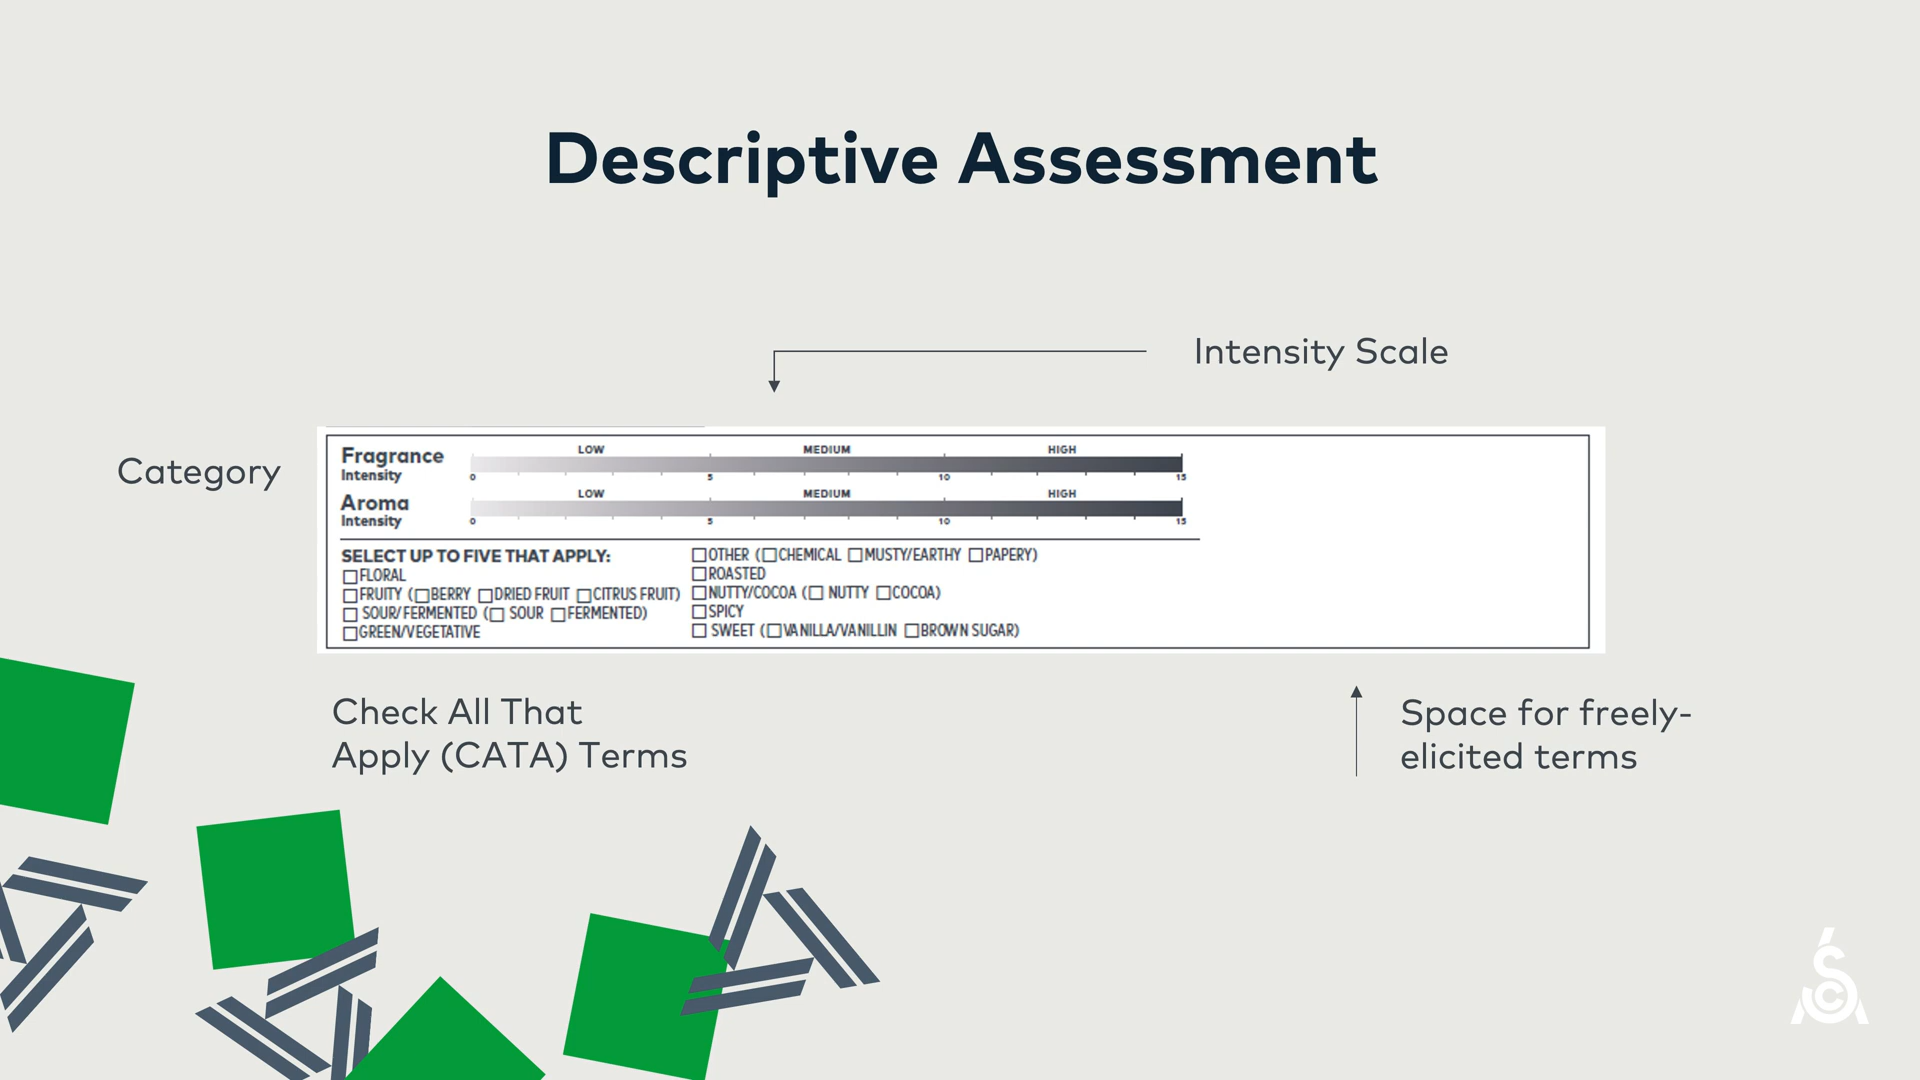 Descriptive Assessment
Intensity Scale
Category
Fragrance
Intensity
LOW MEDIUM HIGH
0 5 10 15
Aroma
Intensity
LOW MEDIUM HIGH
0 5 10 15
SELECT UP TO FIVE THAT APPLY:
☐FLORAL
☐FRUITY (☐BERRY ☐DRIED FRUIT ☐CITRUS FRUIT)
☐ SOUR/FERMENTED (☐ SOUR ☐FERMENTED)
☐GREEN/VEGETATIVE
☐OTHER (☐CHEMICAL ☐MUSTY/EARTHY ☐PAPERY)
☐ROASTED
☐NUTTY/COCOA (☐ NUTTY ☐COCOA)
☐SPICY
☐ SWEET (☐VANILLA/VANILLIN ☐BROWN SUGAR)
Check All That
Apply (CATA) Terms
Space for freely-
elicited terms
SCA